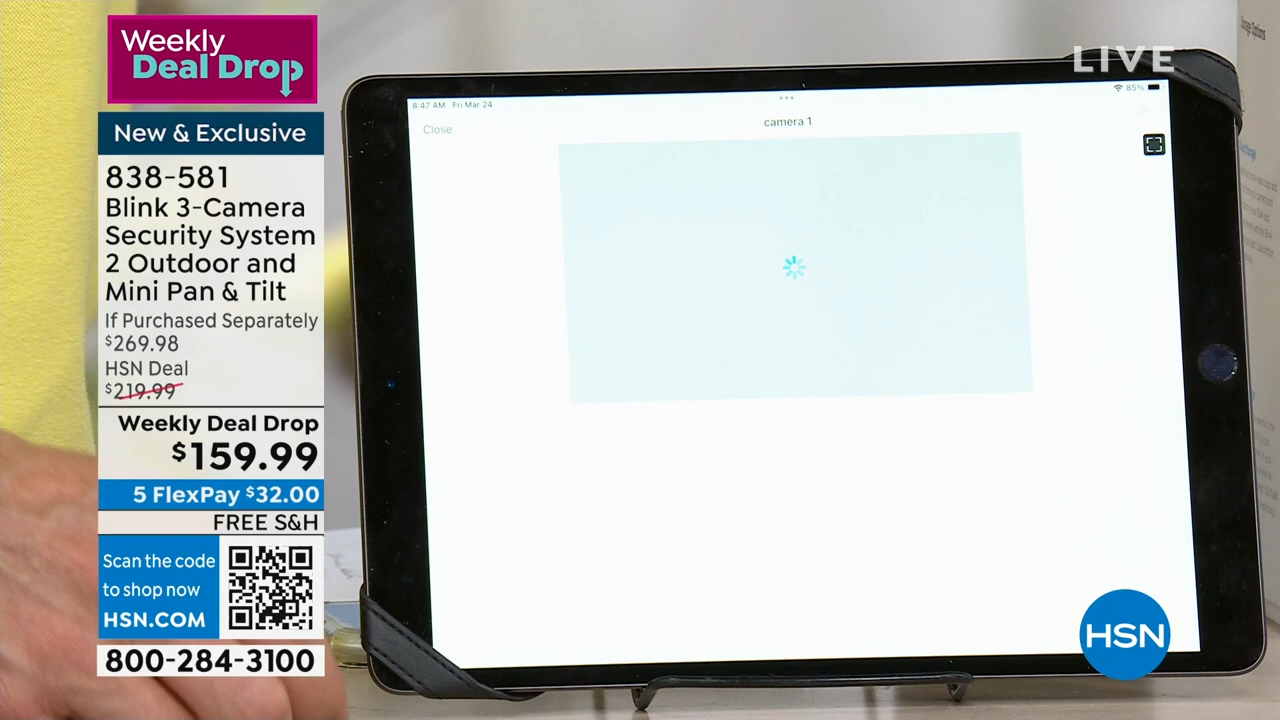 Weekly
Deal Drop
New & Exclusive
838-581
Blink 3-Camera
Security System
2 Outdoor and
Mini Pan & Tilt
If Purchased Separately
$269.98
HSN Deal
$219.99
Weekly Deal Drop
$159.99
5 FlexPay $32.00
FREE S&H
Scan the code
to shop now
HSN.COM
800-284-3100
LIVE
8:47 AM Fri Mar 24
85%
Close
camera 1
HSN
Storage Options